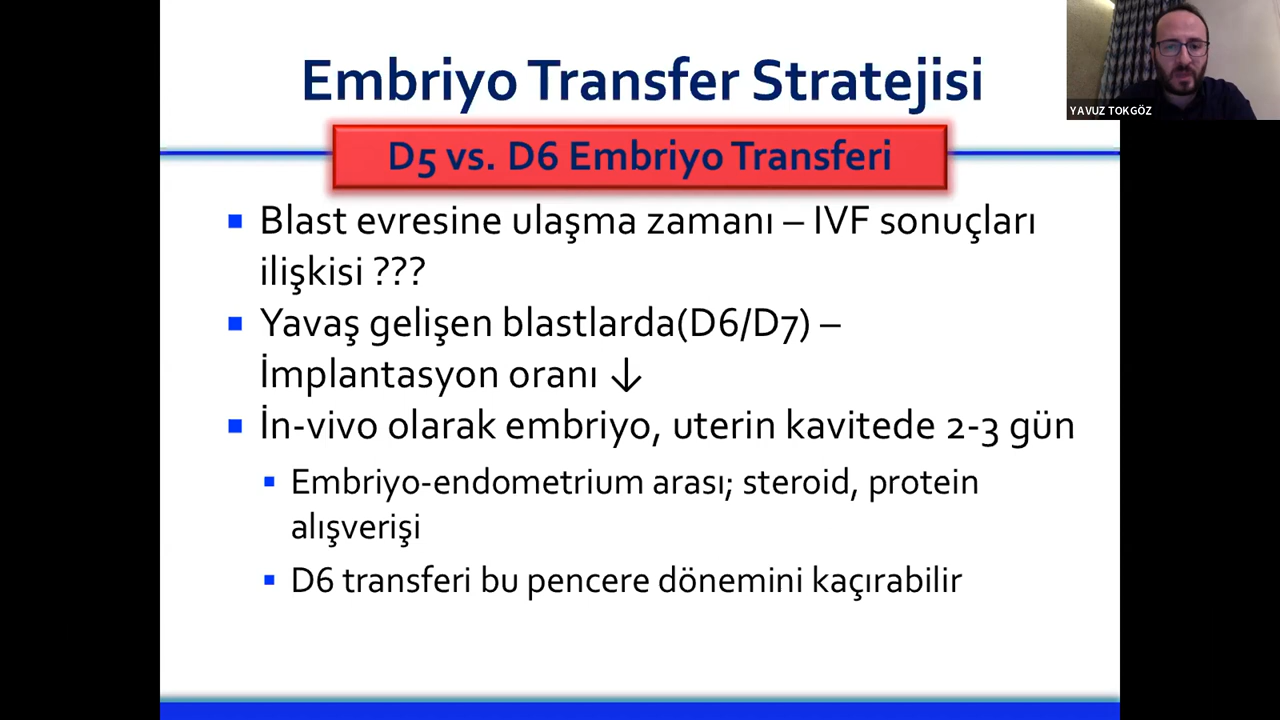 Embriyo Transfer Stratejisi
YAVUZ TOKGÖZ
D5 vs. D6 Embriyo Transferi
▪ Blast evresine ulaşma zamanı – IVF sonuçları
ilişkisi ???
▪ Yavaş gelişen blastlarda(D6/D7) –
İmplantasyon oranı ↓
▪ İn-vivo olarak embriyo, uterin kavitede 2-3 gün
▪ Embriyo-endometrium arası; steroid, protein
alışverişi
▪ D6 transferi bu pencere dönemini kaçırabilir